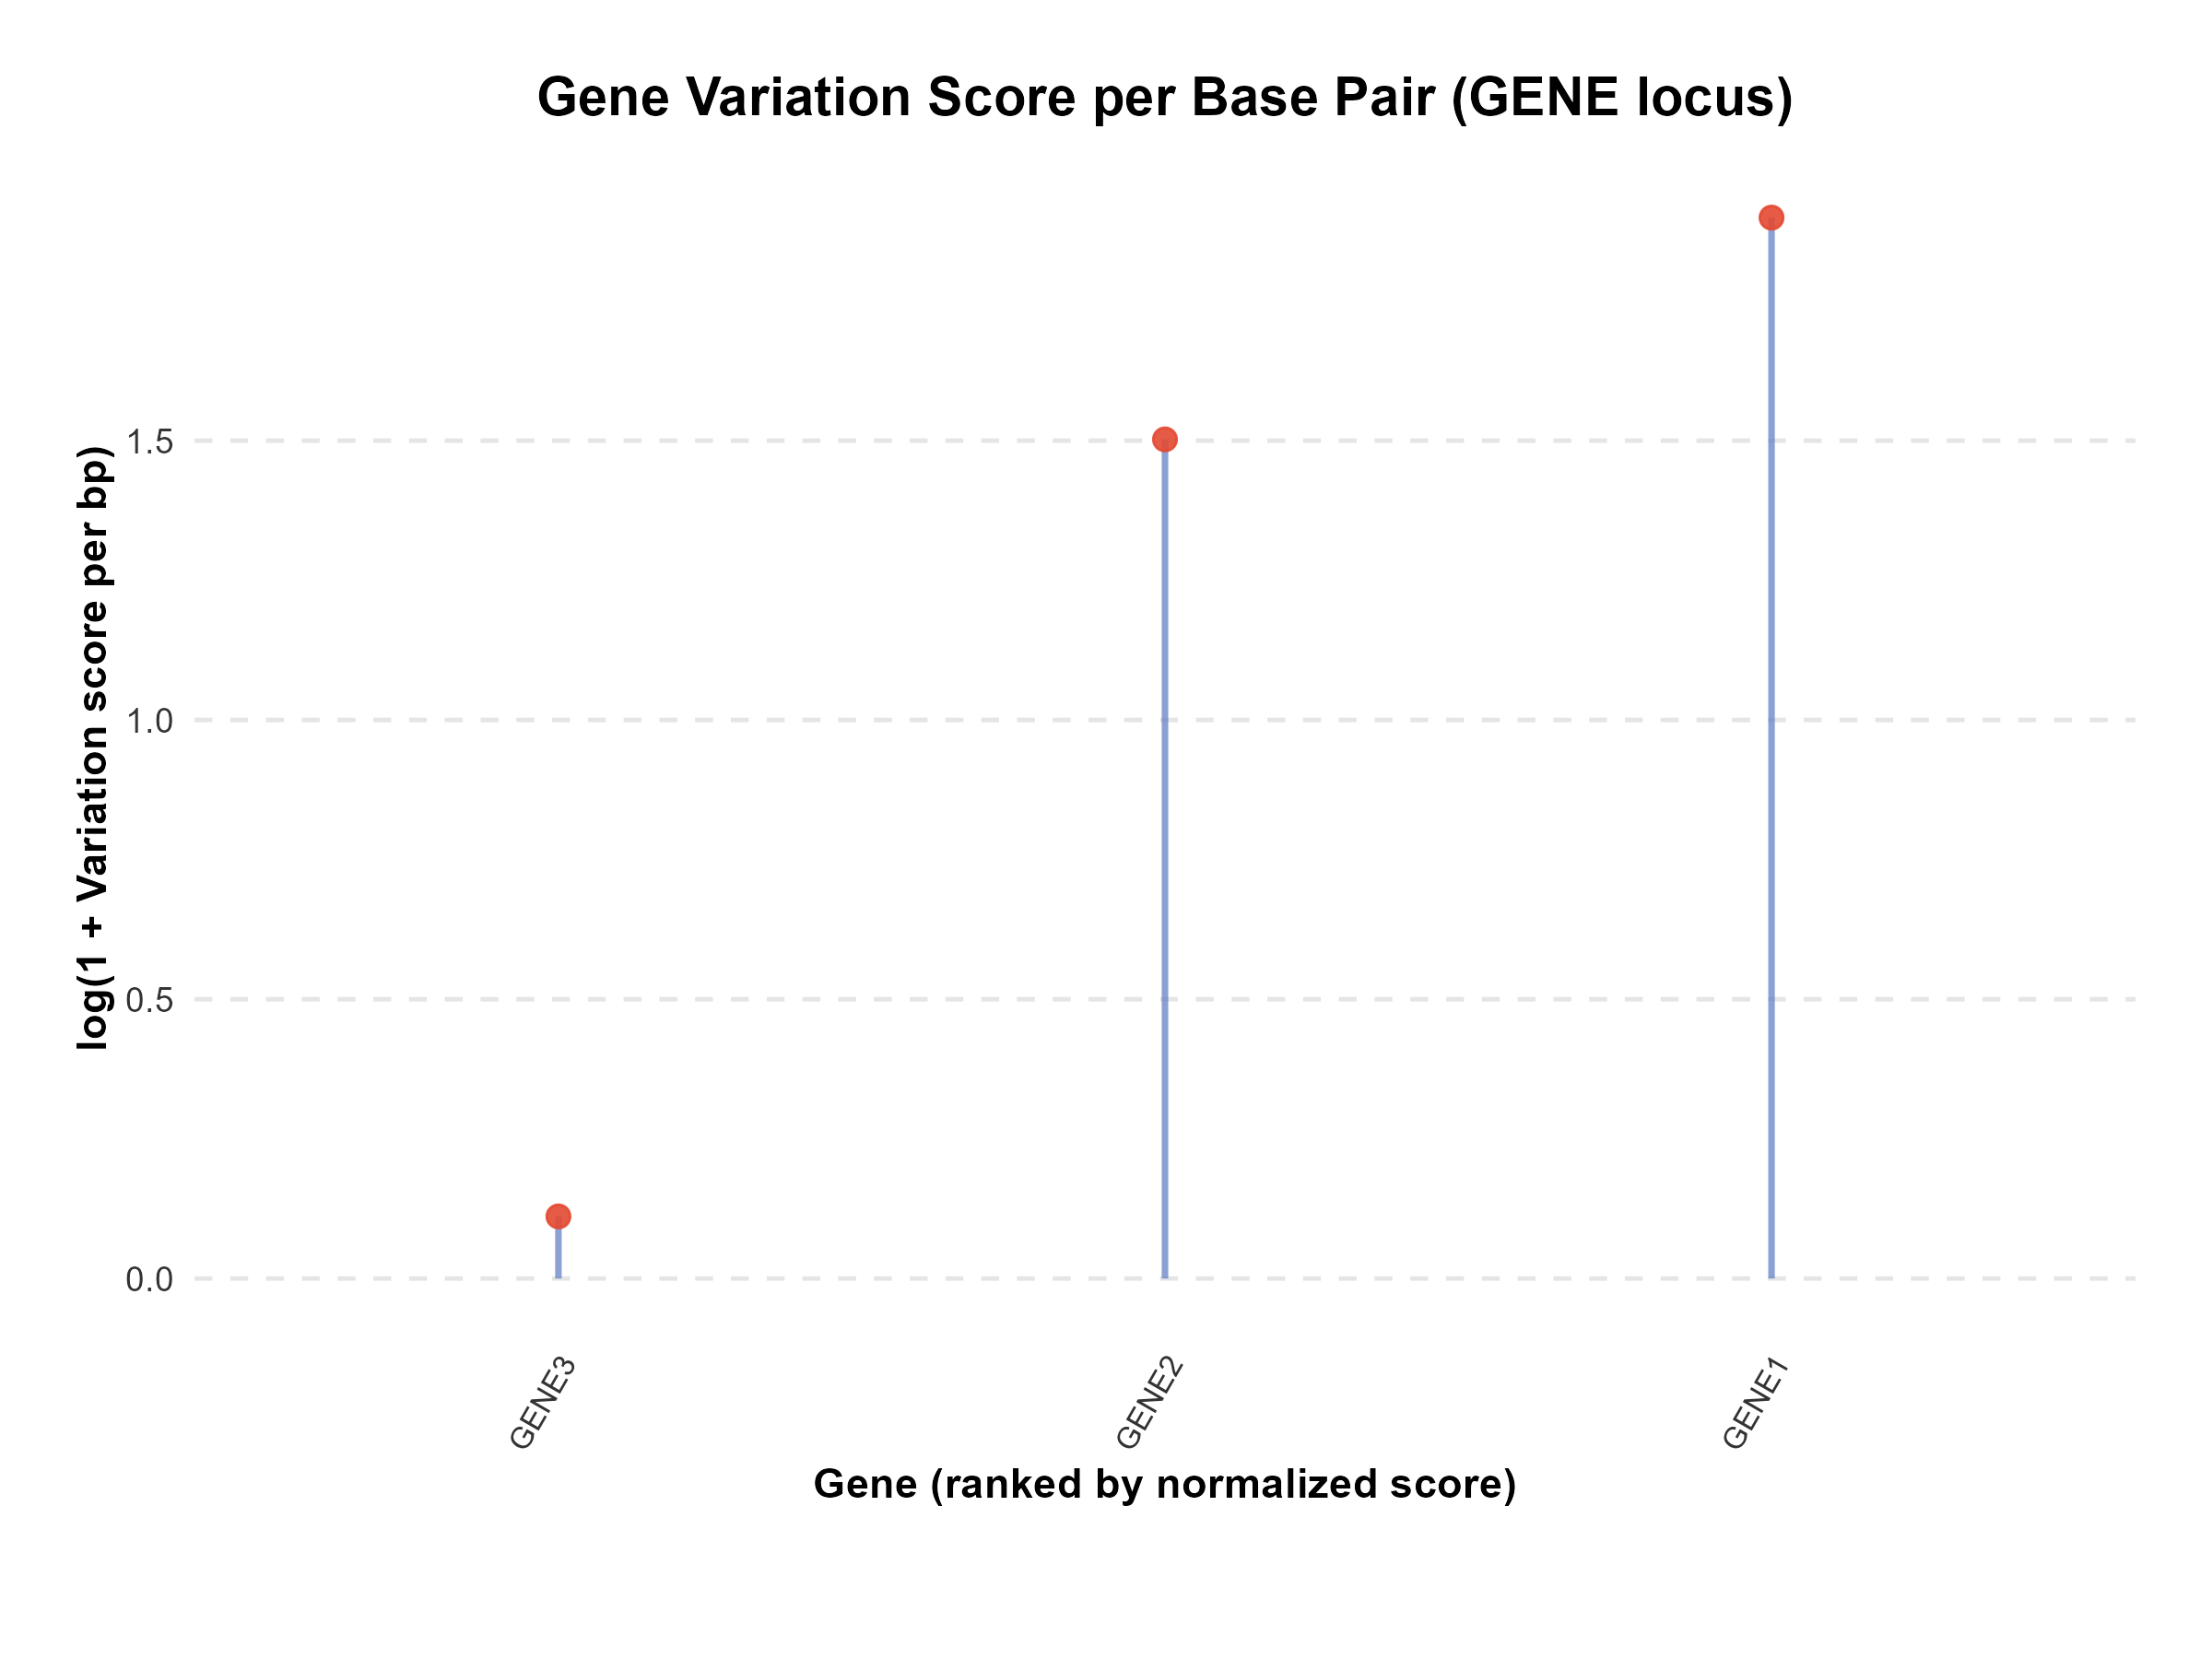 Gene Variation Score per Base Pair (GENE locus)
log(1 + Variation score per bp)
1.5
1.0
0.5
0.0
GENE3
GENE2
GENE1
Gene (ranked by normalized score)